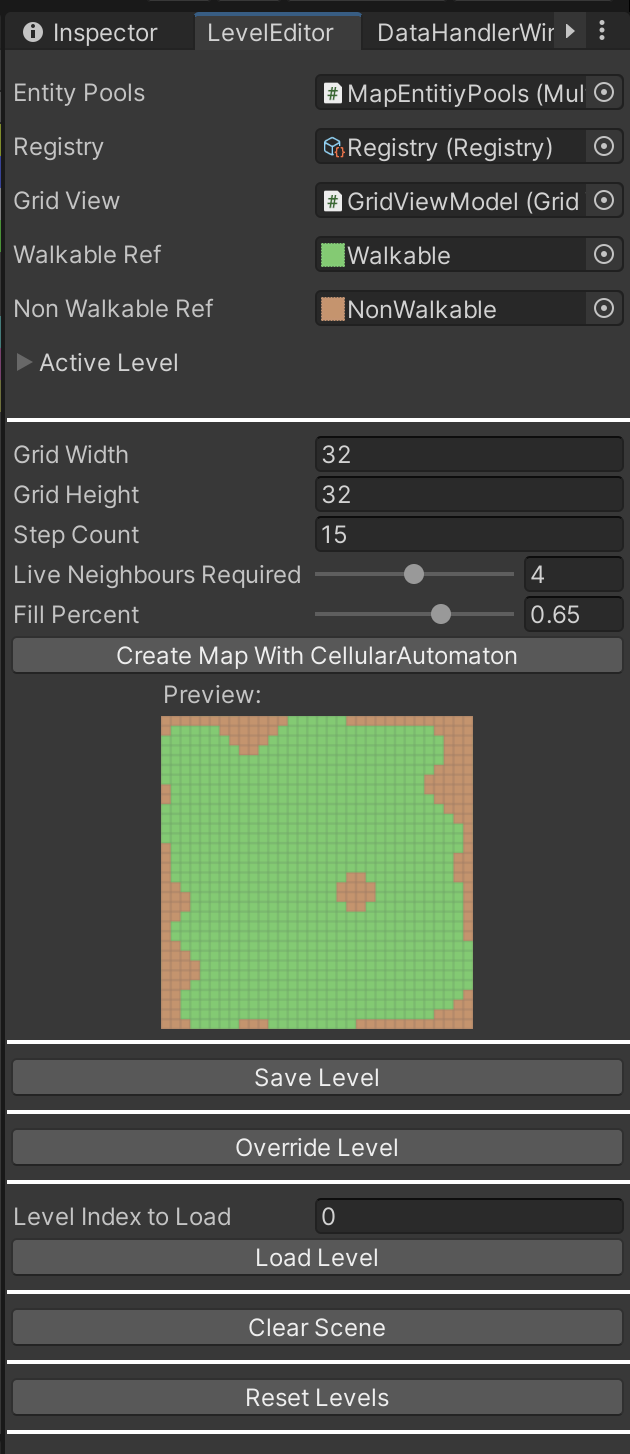 Inspector LevelEditor DataHandlerWir
Entity Pools # MapEntitiyPools (Mul
Registry Registry (Registry)
Grid View # GridViewModel (Grid
Walkable Ref Walkable
Non Walkable Ref NonWalkable
Active Level
Grid Width 32
Grid Height 32
Step Count 15
Live Neighbours Required 4
Fill Percent 0.65
Create Map With CellularAutomaton
Preview:
Save Level
Override Level
Level Index to Load 0
Load Level
Clear Scene
Reset Levels